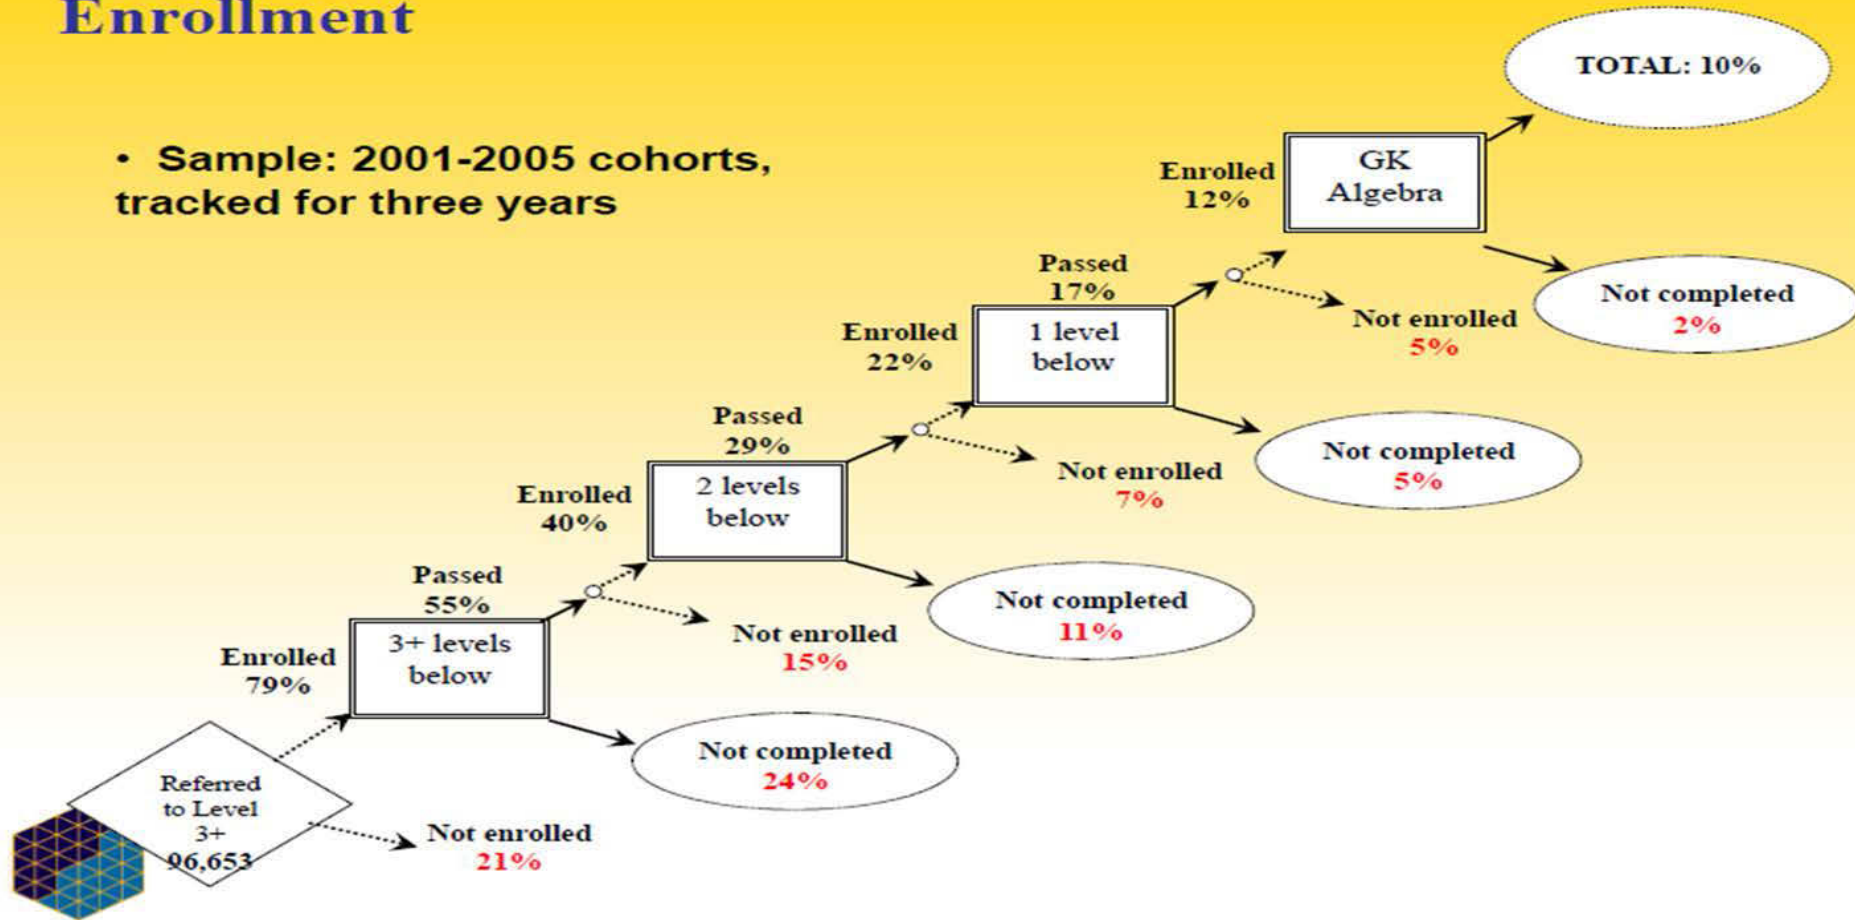 Enrollment
• Sample: 2001-2005 cohorts,
tracked for three years
TOTAL: 10%
Enrolled
12%
GK
Algebra
Not completed
2%
Passed
17%
Not enrolled
5%
Enrolled
22%
1 level
below
Not completed
5%
Passed
29%
Not enrolled
7%
Enrolled
40%
2 levels
below
Not completed
11%
Passed
55%
Not enrolled
15%
Enrolled
79%
3+ levels
below
Not completed
24%
Referred
to Level
3+
96,653
Not enrolled
21%